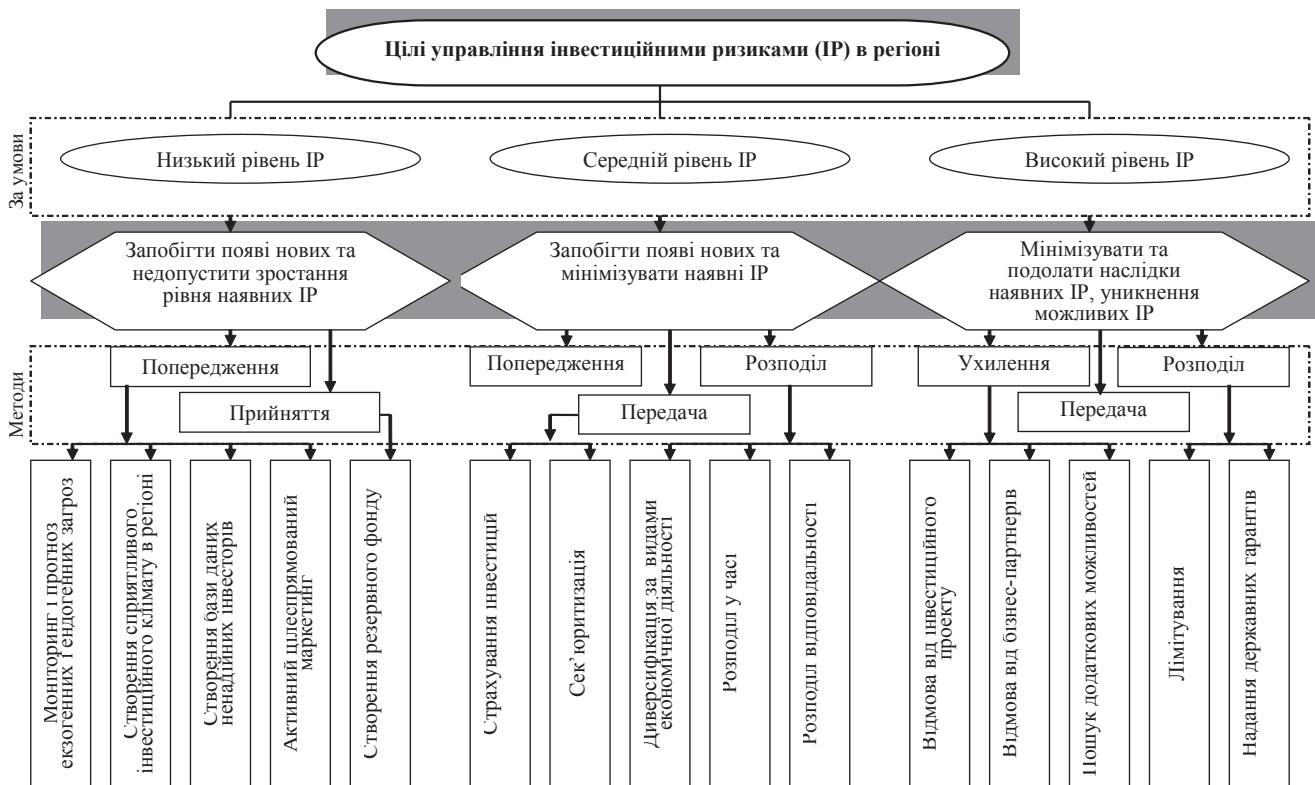 Цілі управління інвестиційними ризиками (ІР) в регіоні
За умови
Низький рівень ІР
Середній рівень ІР
Високий рівень ІР
Запобігти появі нових та
недопустити зростання
рівня наявних ІР
Запобігти появі нових та
мінімізувати наявні ІР
Мінімізувати та
подолати наслідки
наявних ІР, уникнення
можливих ІР
Методи
Попередження
Прийняття
Попередження
Передача
Розподіл
Ухилення
Передача
Розподіл
Моніторинг і прогноз
екзогенних і ендогенних загроз
Створення сприятливого
інвестиційного клімату в регіоні
Створення бази даних
ненадійних інвесторів
Активний цілеспрямований
маркетинг
Створення резервного фонду
Страхування інвестицій
Сек’юритизація
Диверсифікація за видами
економічної діяльності
Розподіл у часі
Розподіл відповідальності
Відмова від інвестиційного
проекту
Відмова від бізнес-партнерів
Пошук додаткових можливостей
Лімітування
Надання державних гарантів